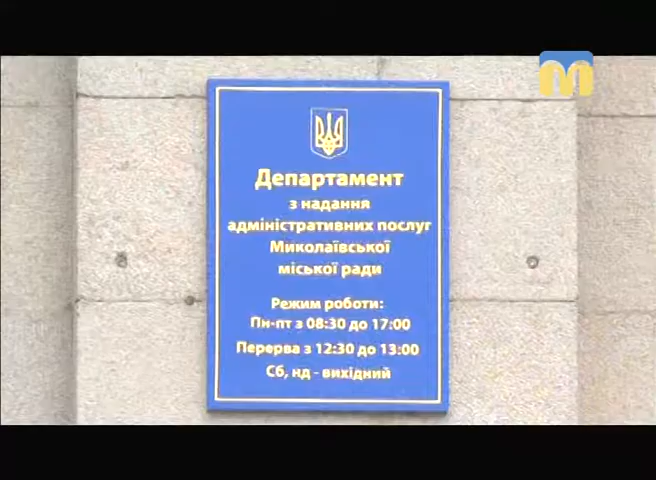 Департамент
з надання
адміністративних послуг
Миколаївської
міської ради
Режим роботи:
Пн-пт з 08:30 до 17:00
Перерва з 12:30 до 13:00
Сб, нд - вихідний